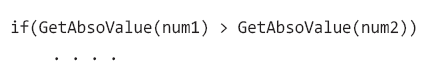 if(GetAbsoValue(num1) > GetAbsoValue(num2))
. . . .